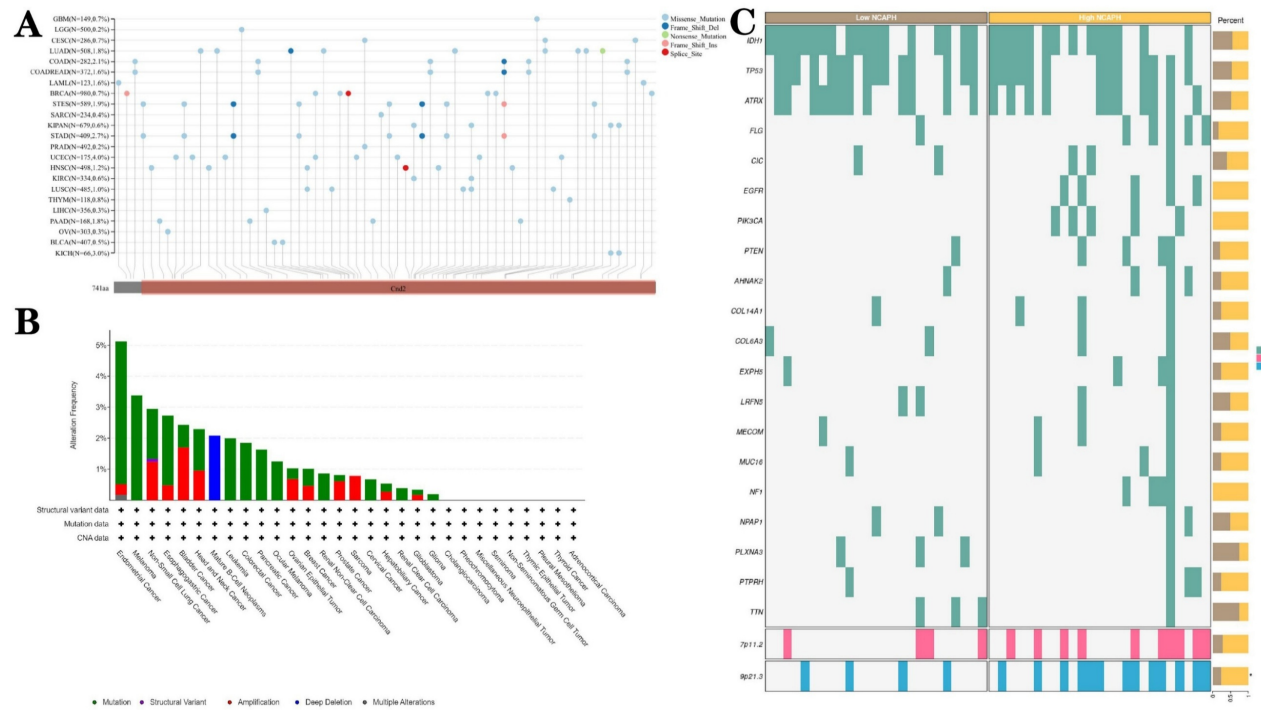 A
GBM(N=149,0.7%)
LGG(N=500,0.2%)
CESC(N=286,0.7%)
LUAD(N=508,1.8%)
COAD(N=282,2.1%)
COADREAD(N=372,1.6%)
LAML(N=123,1.6%)
BRCA(N=980,0.7%)
STES(N=589,1.9%)
SARC(N=234,0.4%)
KIPAN(N=679,0.6%)
STAD(N=409,2.7%)
PRAD(N=492,0.2%)
UCEC(N=175,4.0%)
HNSC(N=498,1.2%)
KIRC(N=334,0.6%)
LUSC(N=485,1.0%)
THYM(N=118,0.8%)
LIHC(N=356,0.3%)
PAAD(N=168,1.8%)
OV(N=303,0.3%)
BLCA(N=407,0.5%)
KICH(N=66,3.0%)
741aa
Cnd2
Missense_Mutation
Frame_Shift_Del
Nonsense_Mutation
Frame_Shift_Ins
Splice_Site
B
Alteration Frequency
5%
4%
3%
2%
1%
Structural variant data
Mutation data
CNA data
Endometrial Cancer
Melanoma
Non-Small Cell Lung Cancer
Esophagogastric Cancer
Bladder Cancer
Head and Neck Cancer
Mature B-Cell Neoplasms
Leukemia
Colorectal Cancer
Pancreatic Cancer
Ocular Melanoma
Ovarian Epithelial Tumor
Breast Cancer
Renal Non-Clear Cell Carcinoma
Prostate Cancer
Sarcoma
Cervical Cancer
Hepatobiliary Cancer
Renal Clear Cell Carcinoma
Glioblastoma
Glioma
Cholangiocarcinoma
Pheochromocytoma
Miscellaneous Neuroepithelial Tumor
Seminoma
Non-Seminomatous Germ Cell Tumor
Thymic Epithelial Tumor
Pleural Mesothelioma
Thyroid Cancer
Adrenocortical Carcinoma
Mutation
Structural Variant
Amplification
Deep Deletion
Multiple Alterations
C
Low NCAPH
High NCAPH
Percent
IDH1
TP53
ATRX
FLG
CIC
EGFR
PIK3CA
PTEN
AHNAK2
COL14A1
COL6A3
EXPH5
LRFN5
MECOM
MUC16
NF1
NPAP1
PLXNA3
PTPRH
TTN
7p11.2
9p21.3
*
0
0.5
1